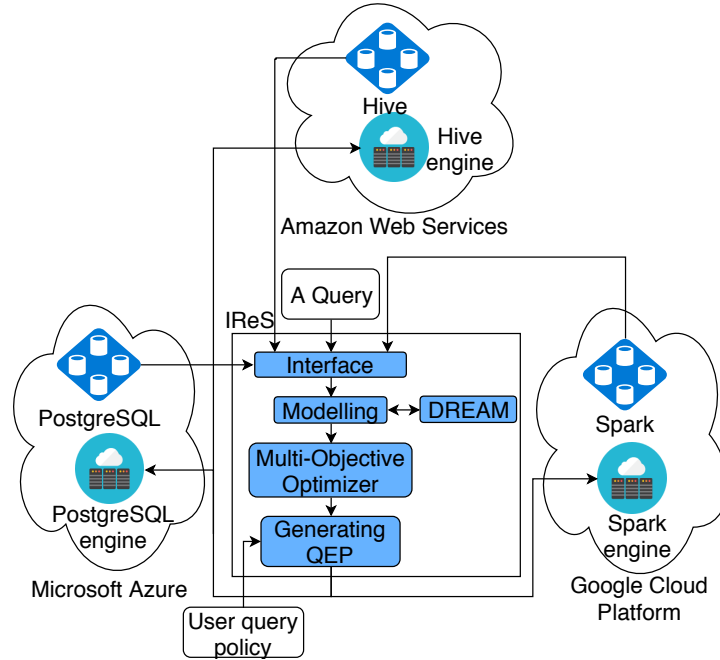 Hive
Hive
engine
Amazon Web Services
A Query
IReS
Interface
PostgreSQL
Modelling
DREAM
Spark
Multi-Objective
Optimizer
PostgreSQL
engine
Generating
QEP
Spark
engine
Microsoft Azure
Google Cloud
Platform
User query
policy